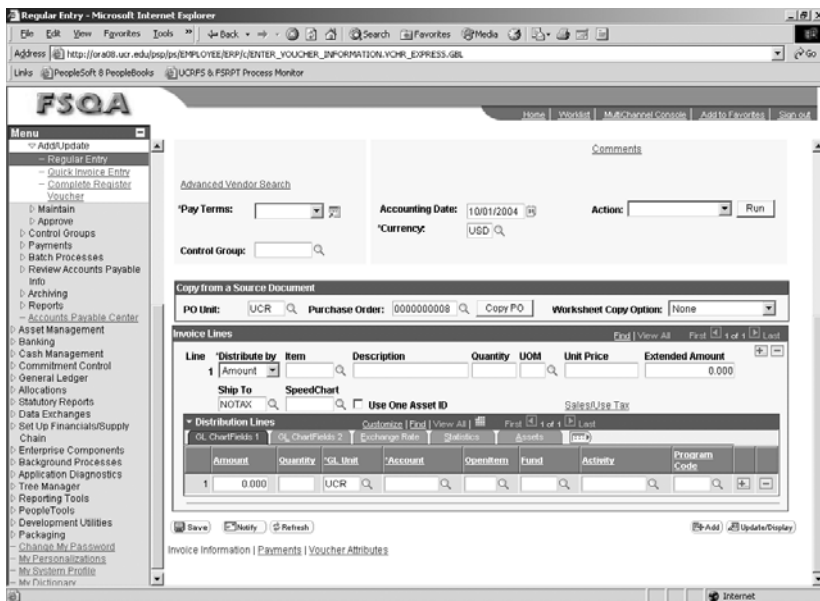 Regular Entry - Microsoft Internet Explorer
File Edit View Favorites Tools » Back Search Favorites Media
Address http://ora08.ucr.edu/psp/ps/EMPLOYEE/ERP/c/ENTER_VOUCHER_INFORMATION.VCHR_EXPRESS.GBL Go
Links PeopleSoft 8 PeopleBooks UCRFS & FSRPT Process Monitor
FSQA
Home | Worklist | MultiChannel Console | Add to Favorites | Sign out
Menu
Add/Update
– Regular Entry
– Quick Invoice Entry
– Complete Register
Voucher
Maintain
Approve
Control Groups
Payments
Batch Processes
Review Accounts Payable
Info
Archiving
Reports
– Accounts Payable Center
Asset Management
Banking
Cash Management
Commitment Control
General Ledger
Allocations
Statutory Reports
Data Exchanges
Set Up Financials/Supply
Chain
Enterprise Components
Background Processes
Application Diagnostics
Tree Manager
Reporting Tools
PeopleTools
Development Utilities
Packaging
– Change My Password
– My Personalizations
– My System Profile
– My Dictionary
Comments
Advanced Vendor Search
*Pay Terms: Accounting Date: 10/01/2004 Action: Run
*Currency: USD
Control Group:
Copy from a Source Document
PO Unit: UCR Purchase Order: 0000000008 Copy PO Worksheet Copy Option: None
Invoice Lines Find | View All First 1 of 1 Last
Line *Distribute by Item Description Quantity UOM Unit Price Extended Amount
1 Amount 0.000
Ship To SpeedChart
NOTAX Use One Asset ID Sales/Use Tax
Distribution Lines Customize | Find | View All | First 1 of 1 Last
GL ChartFields 1 GL ChartFields 2 Exchange Rate Statistics Assets
Amount Quantity *GL Unit *Account OpenItem Fund Activity Program Code
1 0.000 UCR
Save Notify Refresh Add Update/Display
Invoice Information | Payments | Voucher Attributes
Internet